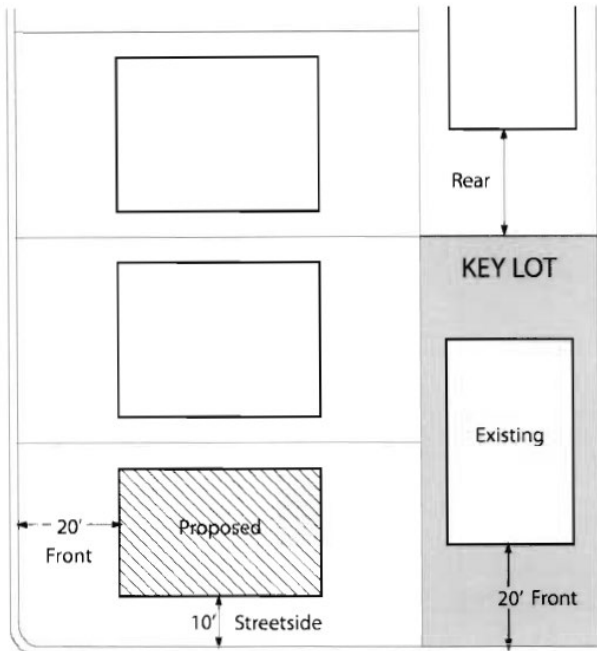 Rear
KEY LOT
Existing
Proposed
20'
Front
10' Streetside
20' Front